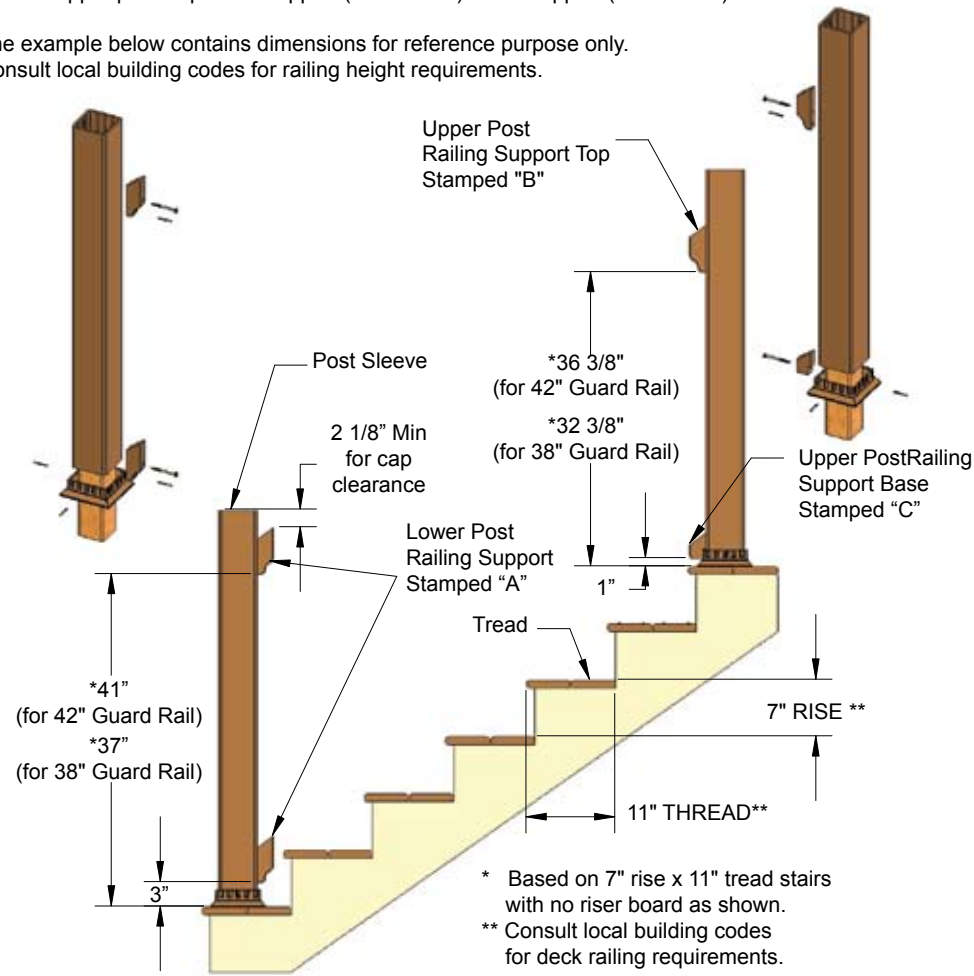 he example below contains dimensions for reference purpose only.
onsult local building codes for railing height requirements.
Upper Post
Railing Support Top
Stamped "B"
Post Sleeve
2 1/8” Min
for cap
clearance
*36 3/8"
(for 42" Guard Rail)
*32 3/8"
(for 38" Guard Rail)
Upper PostRailing
Support Base
Stamped “C”
Lower Post
Railing Support
Stamped “A”
1”
Tread
*41”
(for 42" Guard Rail)
*37”
(for 38" Guard Rail)
7" RISE **
11" THREAD**
3”
* Based on 7" rise x 11" tread stairs
with no riser board as shown.
** Consult local building codes
for deck railing requirements.